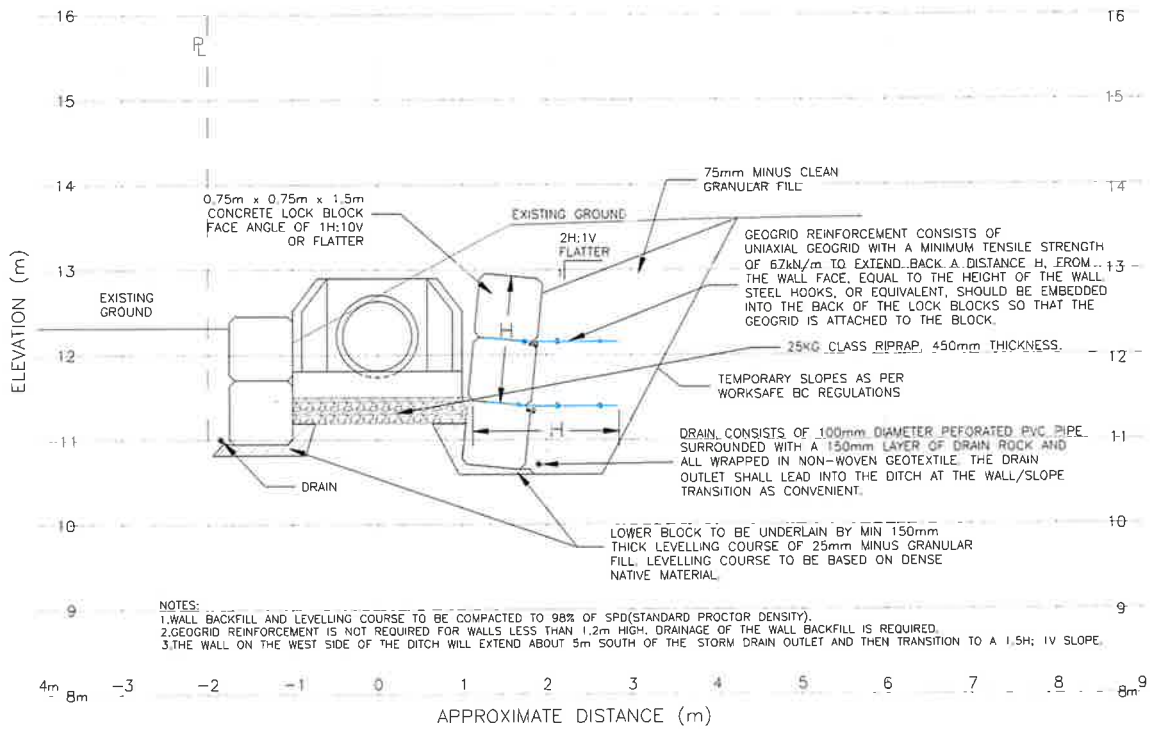 16
16
PL
15
15
75mm MINUS CLEAN
GRANULAR FILL
14
14
0.75m x 0.75m x 1.5m
CONCRETE LOCK BLOCK
FACE ANGLE OF 1H:10V
OR FLATTER
EXISTING GROUND
2H:1V
FLATTER
GEOGRID REINFORCEMENT CONSISTS OF
UNIAXIAL GEOGRID WITH A MINIMUM TENSILE STRENGTH
OF 67kN/m TO EXTEND BACK A DISTANCE H, FROM
THE WALL FACE, EQUAL TO THE HEIGHT OF THE WALL.
STEEL HOOKS, OR EQUIVALENT, SHOULD BE EMBEDDED
INTO THE BACK OF THE LOCK BLOCKS SO THAT THE
GEOGRID IS ATTACHED TO THE BLOCK.
13
13
EXISTING
GROUND
H
12
12
25KG CLASS RIPRAP, 450mm THICKNESS.
TEMPORARY SLOPES AS PER
WORKSAFE BC REGULATIONS
ELEVATION (m)
11
11
H
DRAIN CONSISTS OF 100mm DIAMETER PEFORATED PVC PIPE
SURROUNDED WITH A 150mm LAYER OF DRAIN ROCK AND
ALL WRAPPED IN NON-WOVEN GEOTEXTILE. THE DRAIN
OUTLET SHALL LEAD INTO THE DITCH AT THE WALL/SLOPE
TRANSITION AS CONVENIENT.
DRAIN
10
10
LOWER BLOCK TO BE UNDERLAIN BY MIN 150mm
THICK LEVELLING COURSE OF 25mm MINUS GRANULAR
FILL. LEVELLING COURSE TO BE BASED ON DENSE
NATIVE MATERIAL.
9
9
NOTES:
1.WALL BACKFILL AND LEVELLING COURSE TO BE COMPACTED TO 98% OF SPD(STANDARD PROCTOR DENSITY).
2.GEOGRID REINFORCEMENT IS NOT REQUIRED FOR WALLS LESS THAN 1.2m HIGH. DRAINAGE OF THE WALL BACKFILL IS REQUIRED.
3.THE WALL ON THE WEST SIDE OF THE DITCH WILL EXTEND ABOUT 5m SOUTH OF THE STORM DRAIN OUTLET AND THEN TRANSITION TO A 1.5H; 1V SLOPE.
4m -3 -2 -1 0 1 2 3 4 5 6 7 8 9
8m
8m
APPROXIMATE DISTANCE (m)